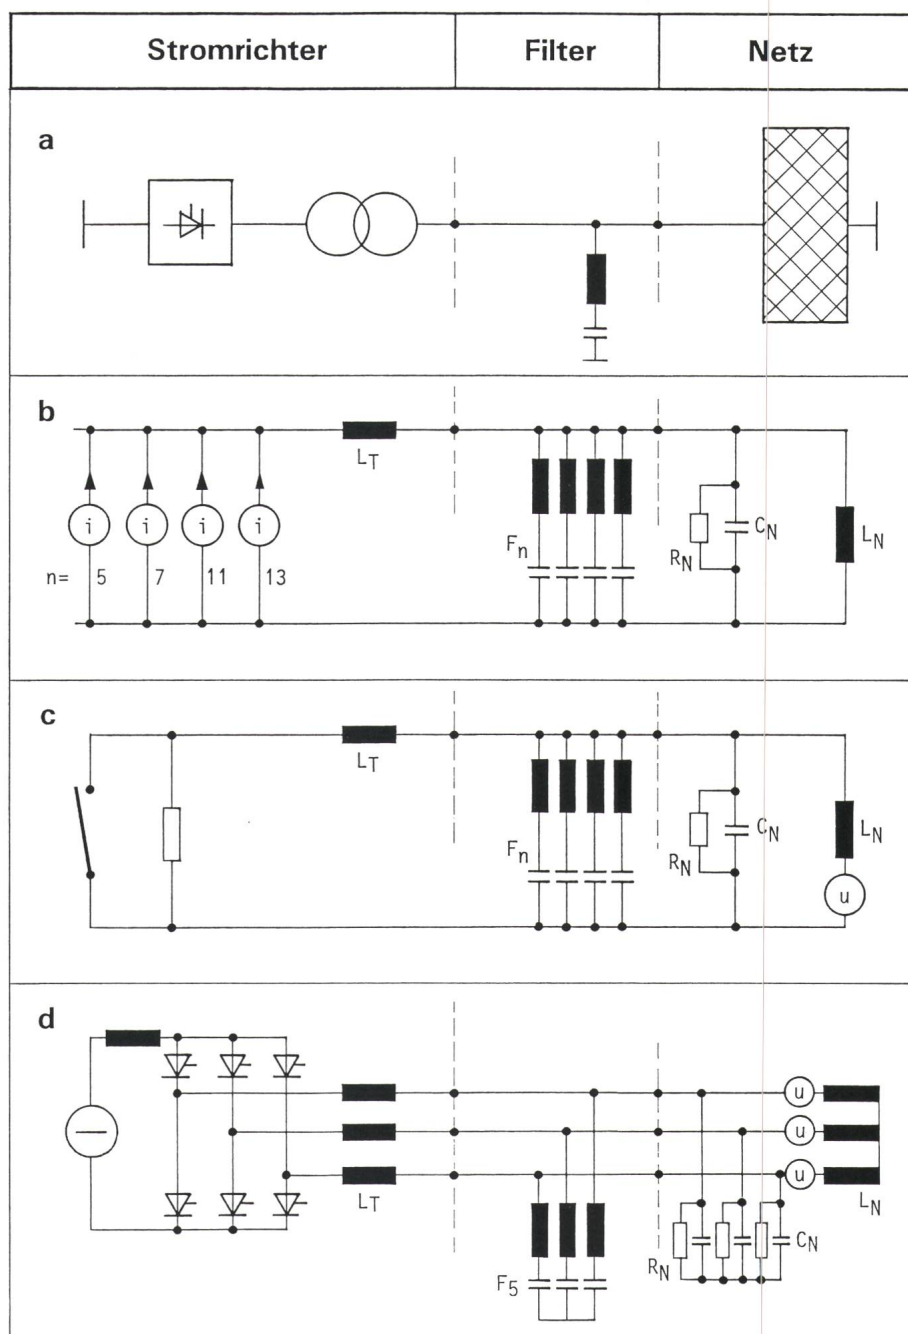 Stromrichter Filter Netz
a
b
L_T
i i i i
F_n
R_N C_N L_N
n= 5 7 11 13
c
L_T
F_n
R_N C_N L_N
u
d
u
u
u
L_T
L_N
F_5
R_N C_N